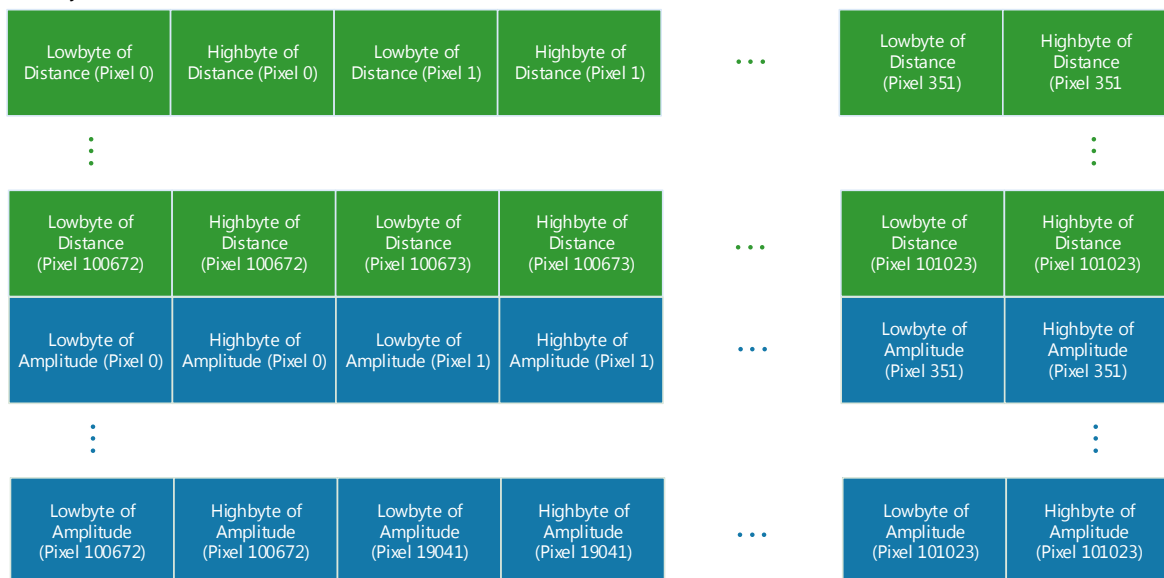 Lowbyte of
Distance (Pixel 0)
Highbyte of
Distance (Pixel 0)
Lowbyte of
Distance (Pixel 1)
Highbyte of
Distance (Pixel 1)
...
Lowbyte of
Distance
(Pixel 351)
Highbyte of
Distance
(Pixel 351
Lowbyte of
Distance
(Pixel 100672)
Highbyte of
Distance
(Pixel 100672)
Lowbyte of
Distance
(Pixel 100673)
Highbyte of
Distance
(Pixel 100673)
...
Lowbyte of
Distance
(Pixel 101023)
Highbyte of
Distance
(Pixel 101023)
Lowbyte of
Amplitude (Pixel 0)
Highbyte of
Amplitude (Pixel 0)
Lowbyte of
Amplitude (Pixel 1)
Highbyte of
Amplitude (Pixel 1)
...
Lowbyte of
Amplitude
(Pixel 351)
Highbyte of
Amplitude
(Pixel 351)
Lowbyte of
Amplitude
(Pixel 100672)
Highbyte of
Amplitude
(Pixel 100672)
Lowbyte of
Amplitude
(Pixel 19041)
Highbyte of
Amplitude
(Pixel 19041)
...
Lowbyte of
Amplitude
(Pixel 101023)
Highbyte of
Amplitude
(Pixel 101023)